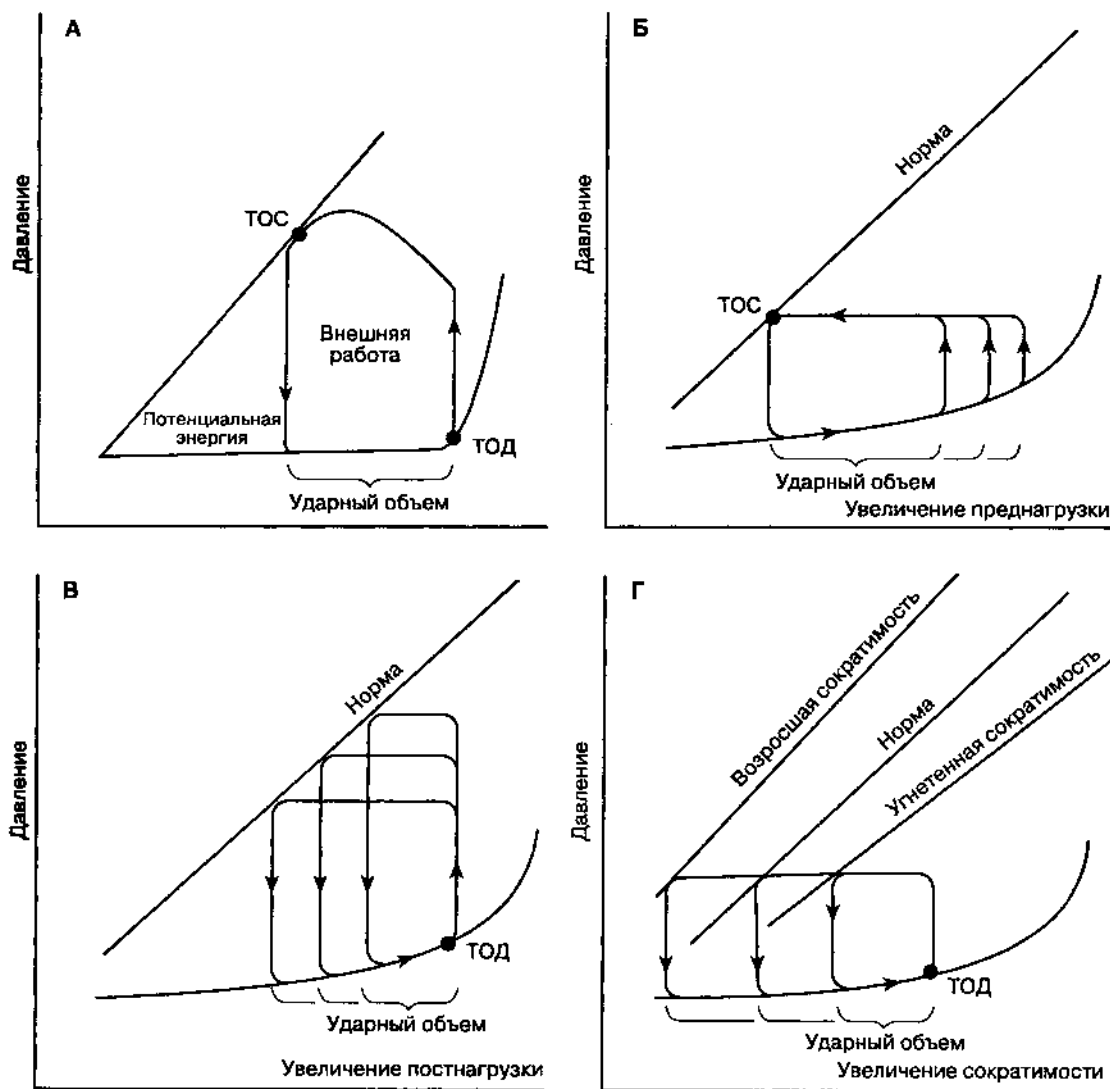 А
Давление
ТОС
Внешняя
работа
Потенциальная
энергия
ТОД
Ударный объем
Б
Давление
Норма
ТОС
Ударный объем
Увеличение преднагрузки
В
Давление
Норма
ТОД
Ударный объем
Увеличение постнагрузки
Г
Давление
Возросшая сократимость
Норма
Угнетенная сократимость
ТОД
Ударный объем
Увеличение сократимости